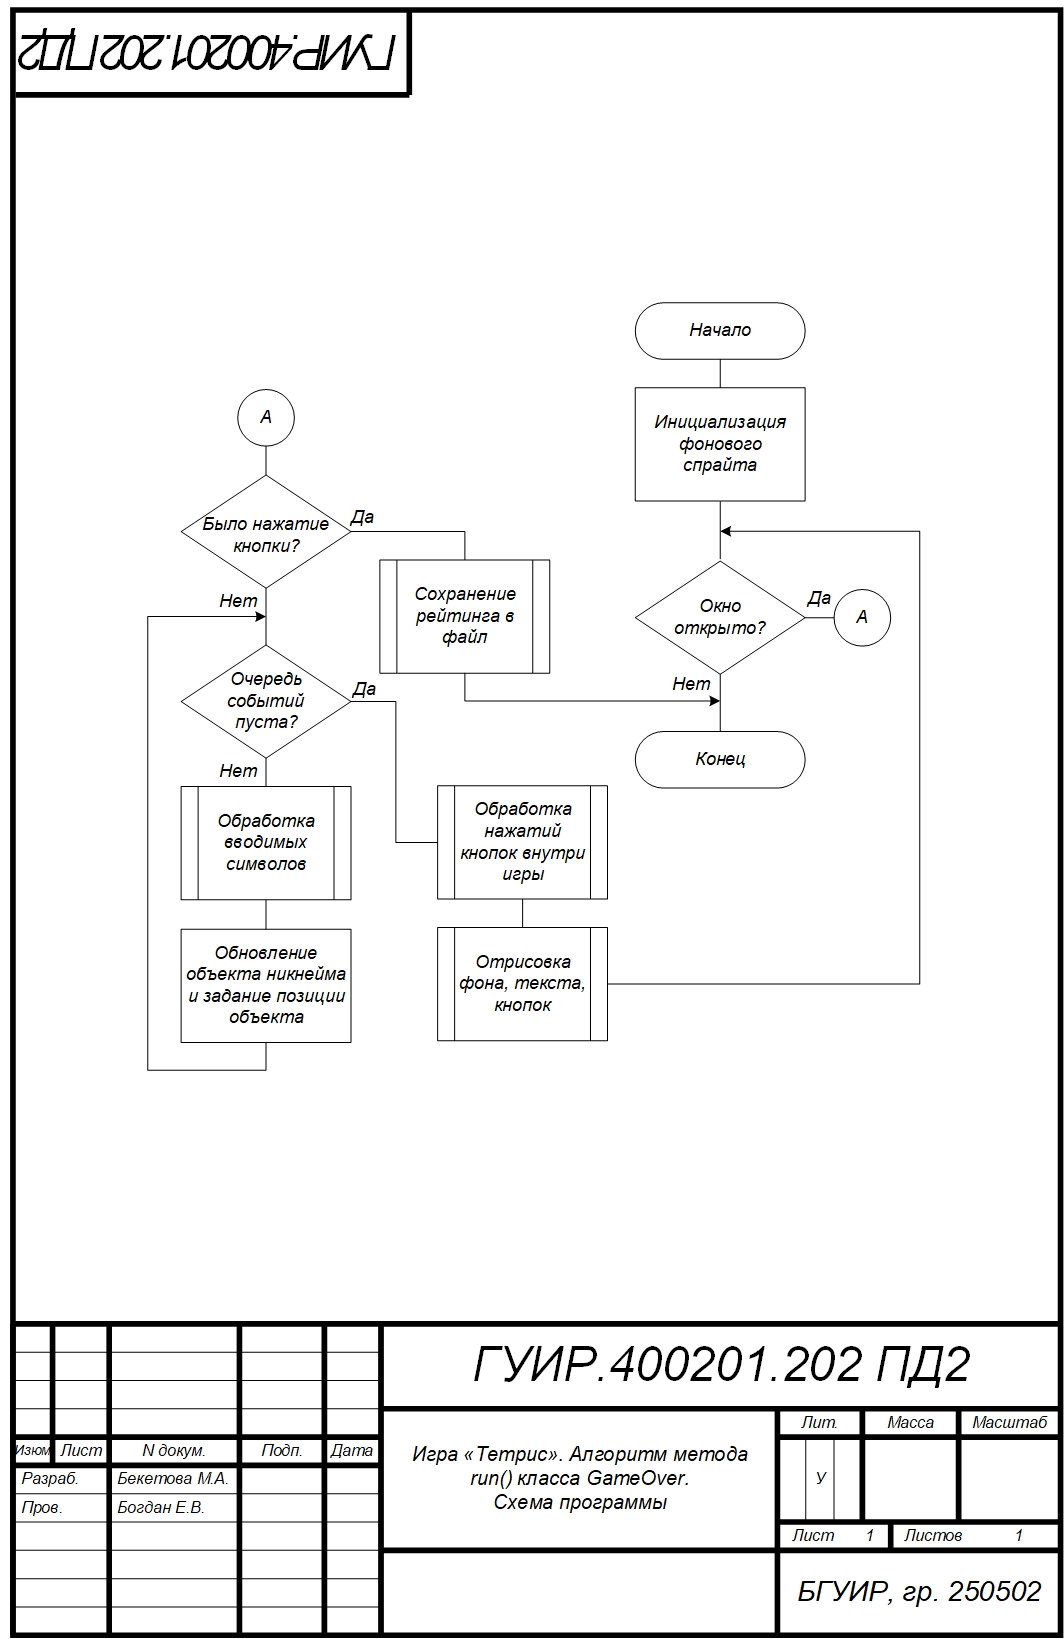 ГУИР.400201.202 ПД2
Начало
Инициализация
фонового
спрайта
Окно
открыто?
Да
А
Нет
Конец
А
Было нажатие
кнопки?
Да
Нет
Сохранение
рейтинга в
файл
Очередь
событий
пуста?
Да
Нет
Обработка
вводимых
символов
Обновление
объекта никнейма
и задание позиции
объекта
Обработка
нажатий
кнопок внутри
игры
Отрисовка
фона, текста,
кнопок
ГУИР.400201.202 ПД2
Изюм Лист N докум. Подп. Дата
Разраб. Бекетова М.А.
Пров. Богдан Е.В.
Игра «Тетрис». Алгоритм метода
run() класса GameOver.
Схема программы
Лит. Масса Масштаб
У
Лист 1 Листов 1
БГУИР, гр. 250502